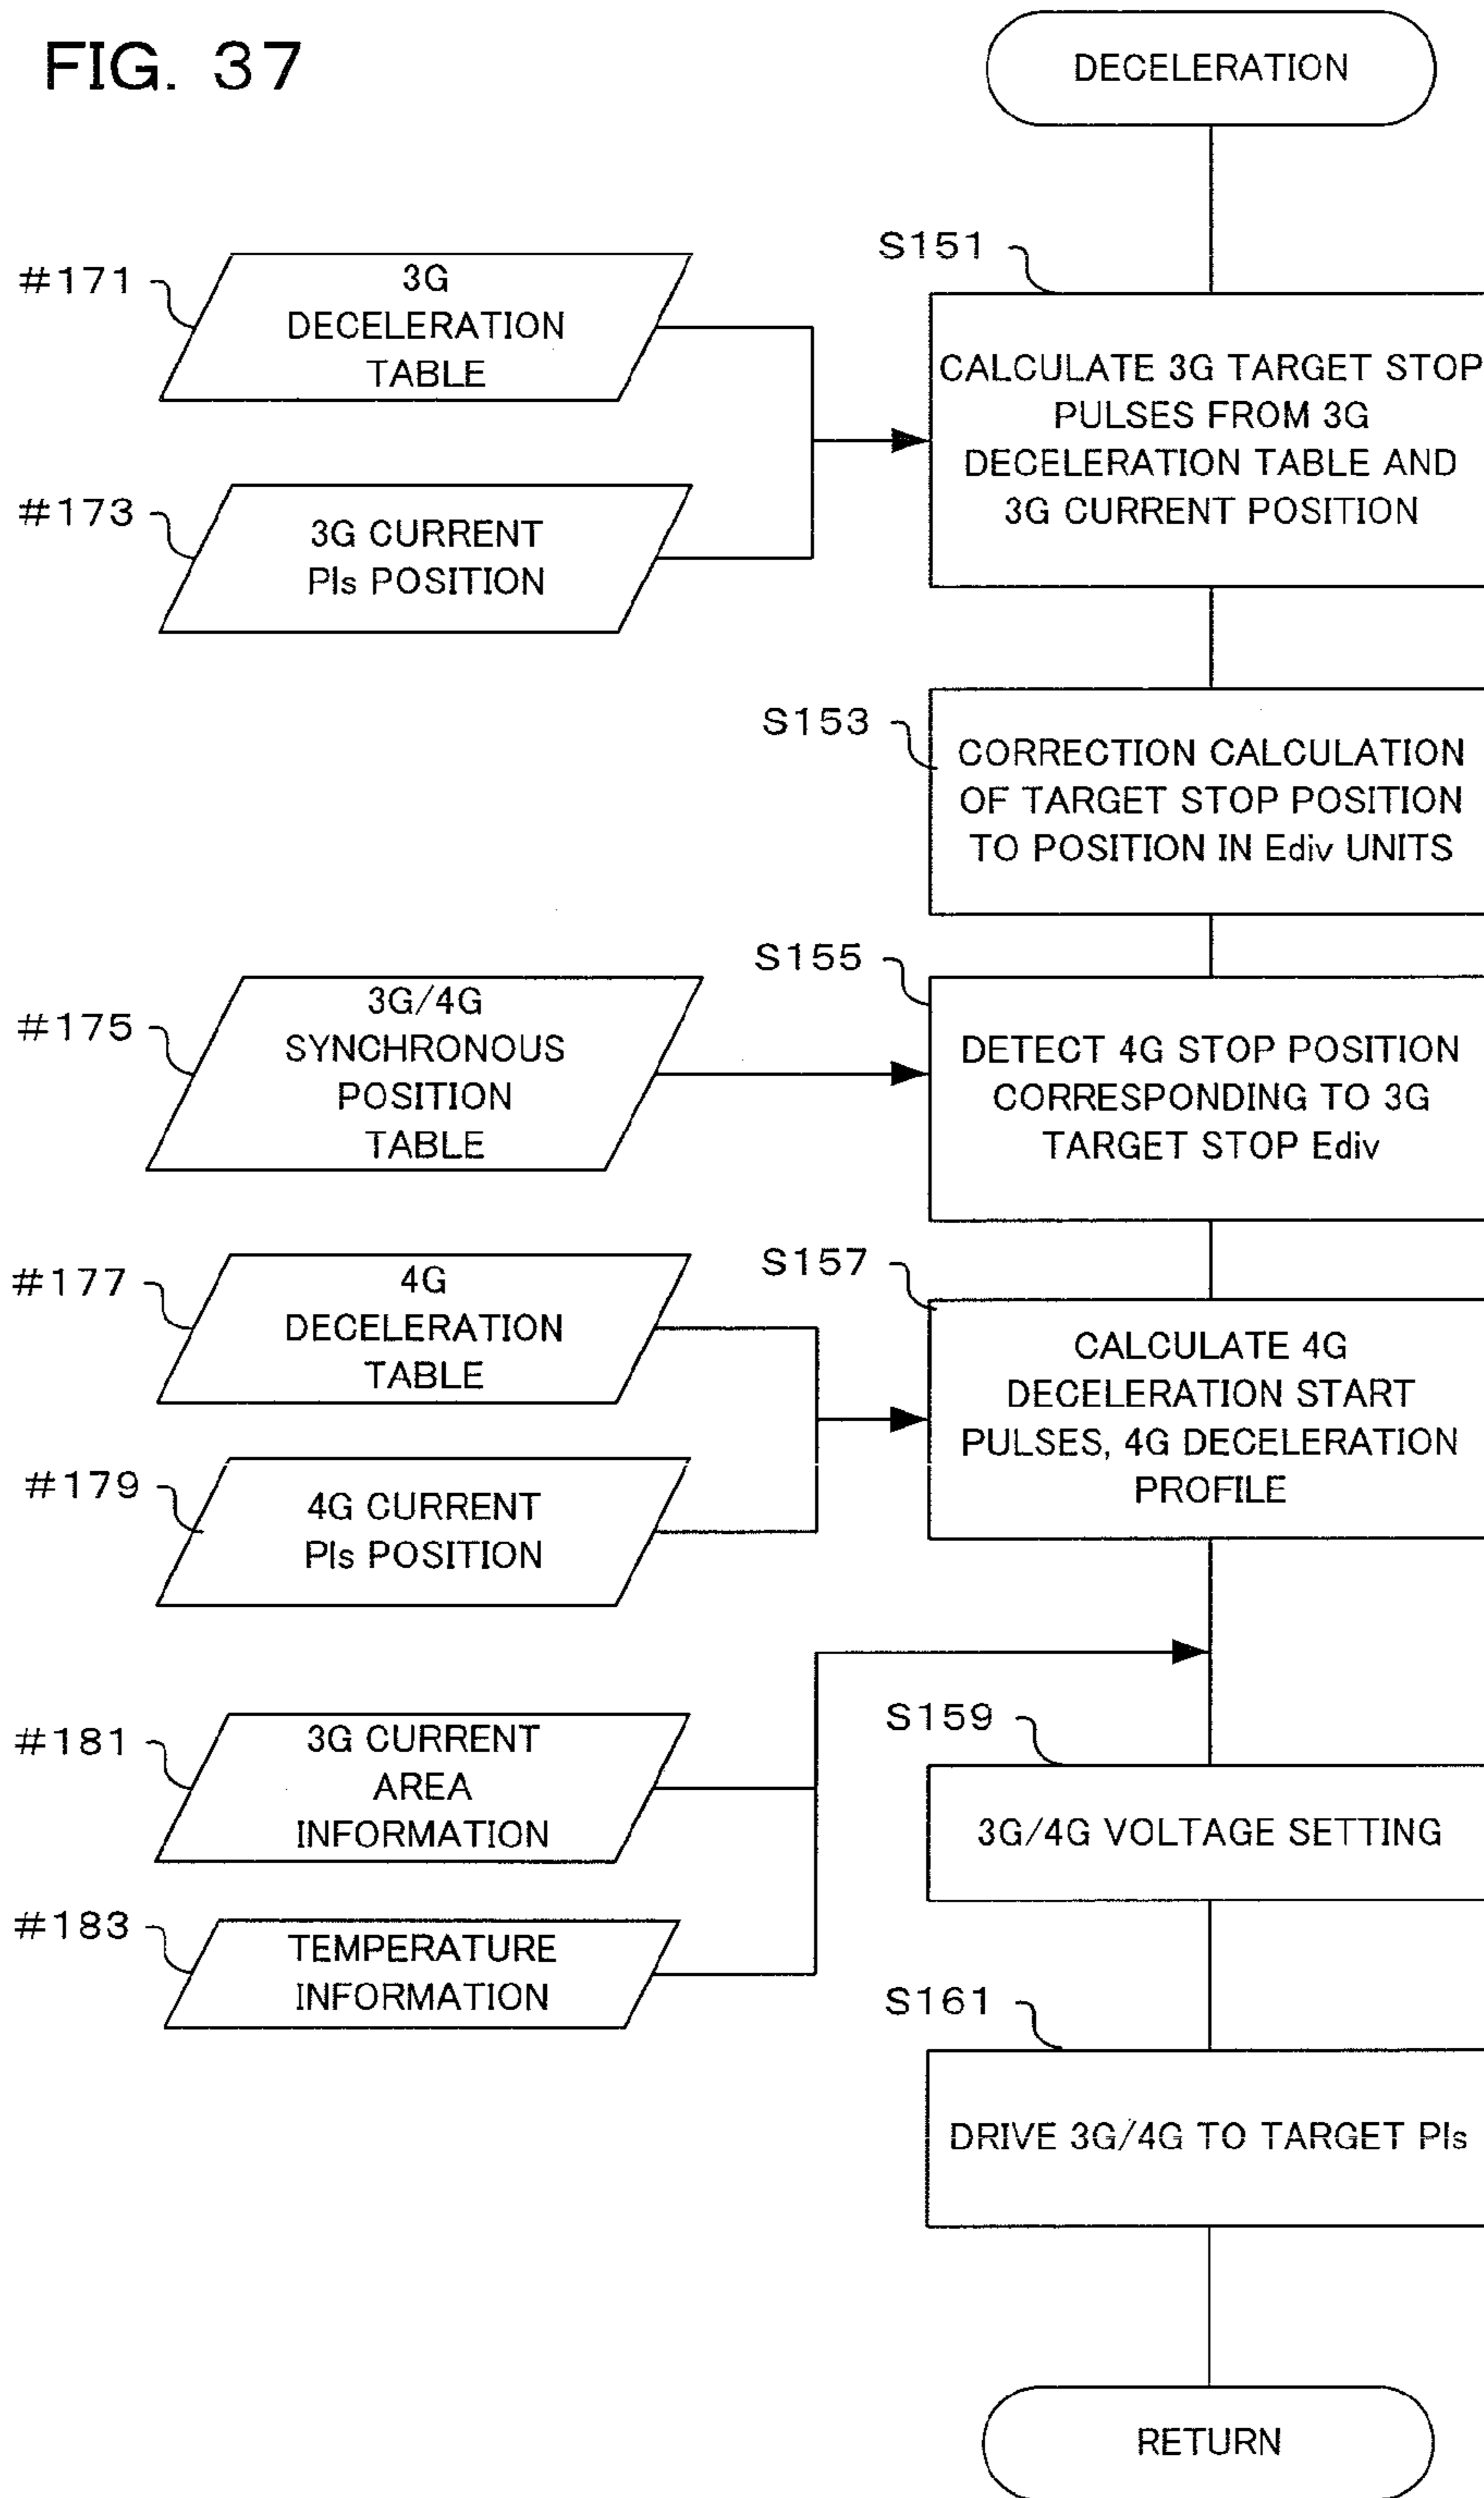 FIG. 37
DECELERATION
#171
3G
DECELERATION
TABLE
#173
3G CURRENT
PIs POSITION
S151
CALCULATE 3G TARGET STOP
PULSES FROM 3G
DECELERATION TABLE AND
3G CURRENT POSITION
S153
CORRECTION CALCULATION
OF TARGET STOP POSITION
TO POSITION IN Ediv UNITS
#175
3G/4G
SYNCHRONOUS
POSITION
TABLE
S155
DETECT 4G STOP POSITION
CORRESPONDING TO 3G
TARGET STOP Ediv
#177
4G
DECELERATION
TABLE
#179
4G CURRENT
PIs POSITION
S157
CALCULATE 4G
DECELERATION START
PULSES, 4G DECELERATION
PROFILE
#181
3G CURRENT
AREA
INFORMATION
#183
TEMPERATURE
INFORMATION
S159
3G/4G VOLTAGE SETTING
S161
DRIVE 3G/4G TO TARGET PIs
RETURN